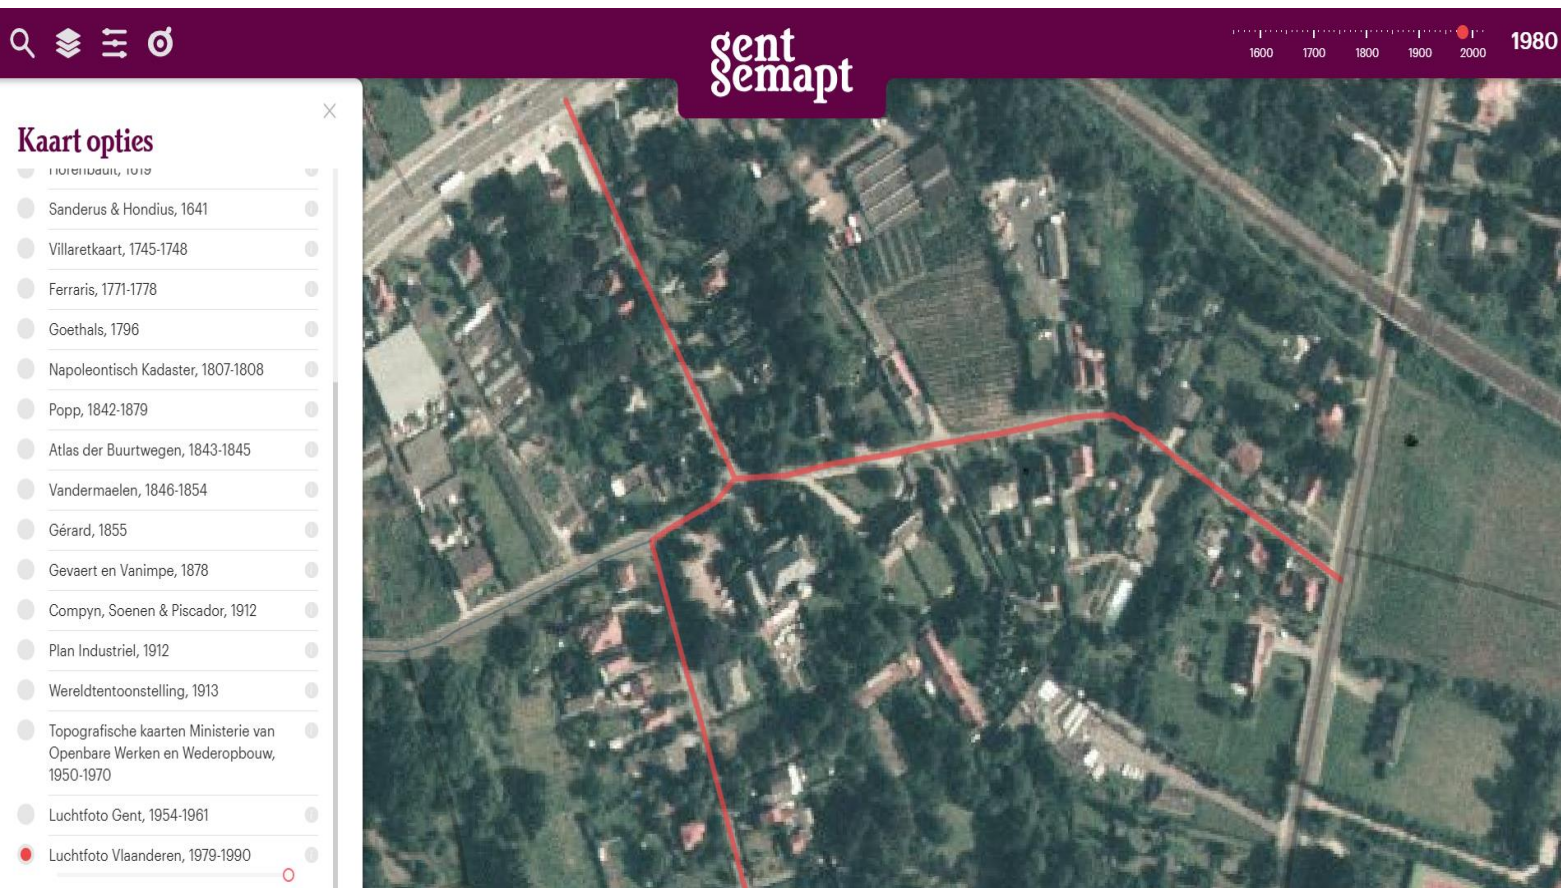 gent
gemapt
1600 1700 1800 1900 2000
1980
Kaart opties
Horenbault, 1619
Sanderus & Hondius, 1641
Villaretkaart, 1745-1748
Ferraris, 1771-1778
Goethals, 1796
Napoleontisch Kadaster, 1807-1808
Popp, 1842-1879
Atlas der Buurtwegen, 1843-1845
Vandermaelen, 1846-1854
Gérard, 1855
Gevaert en Vanimpe, 1878
Compyn, Soenen & Piscador, 1912
Plan Industriel, 1912
Wereldtentoonstelling, 1913
Topografische kaarten Ministerie van
Openbare Werken en Wederopbouw,
1950-1970
Luchtfoto Gent, 1954-1961
Luchtfoto Vlaanderen, 1979-1990